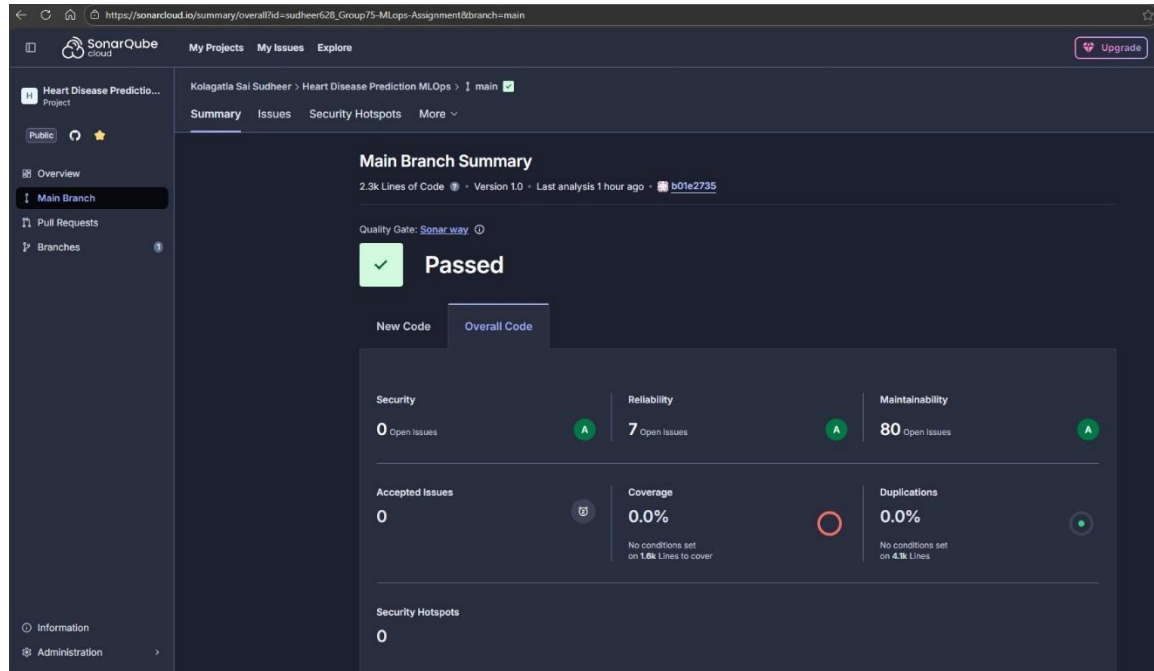 https://sonarcloud.io/summary/overall?id=sudheer628_Group75-MLops-Assignment&branch=main
SonarQube cloud
My Projects My Issues Explore
Upgrade
H Heart Disease Predictio...
Project
Public
Overview
Main Branch
Pull Requests
Branches 1
Information
Administration
Kolagatla Sai Sudheer > Heart Disease Prediction MLOps > main
Summary Issues Security Hotspots More
Main Branch Summary
2.3k Lines of Code ? • Version 1.0 • Last analysis 1 hour ago • b01e2735
Quality Gate: Sonar way
Passed
New Code Overall Code
Security Reliability Maintainability
0 Open issues A 7 Open issues A 80 Open issues A
Accepted Issues Coverage Duplications
0 0.0% 0.0%
No conditions set No conditions set
on 1.6k Lines to cover on 4.1k Lines
Security Hotspots
0